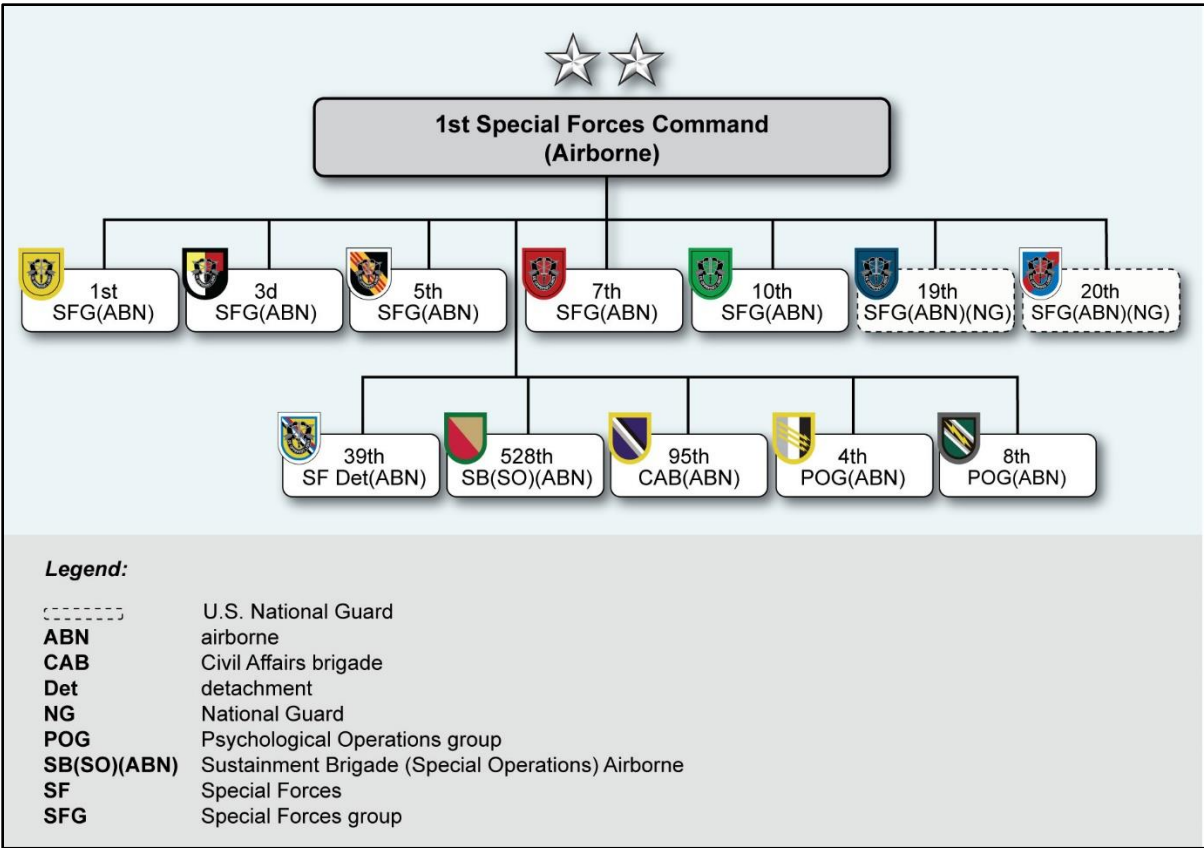 1st Special Forces Command
(Airborne)
1st
SFG(ABN)
3d
SFG(ABN)
5th
SFG(ABN)
7th
SFG(ABN)
10th
SFG(ABN)
19th
SFG(ABN)(NG)
20th
SFG(ABN)(NG)
39th
SF Det(ABN)
528th
SB(SO)(ABN)
95th
CAB(ABN)
4th
POG(ABN)
8th
POG(ABN)
Legend:
U.S. National Guard
ABN airborne
CAB Civil Affairs brigade
Det detachment
NG National Guard
POG Psychological Operations group
SB(SO)(ABN) Sustainment Brigade (Special Operations) Airborne
SF Special Forces
SFG Special Forces group